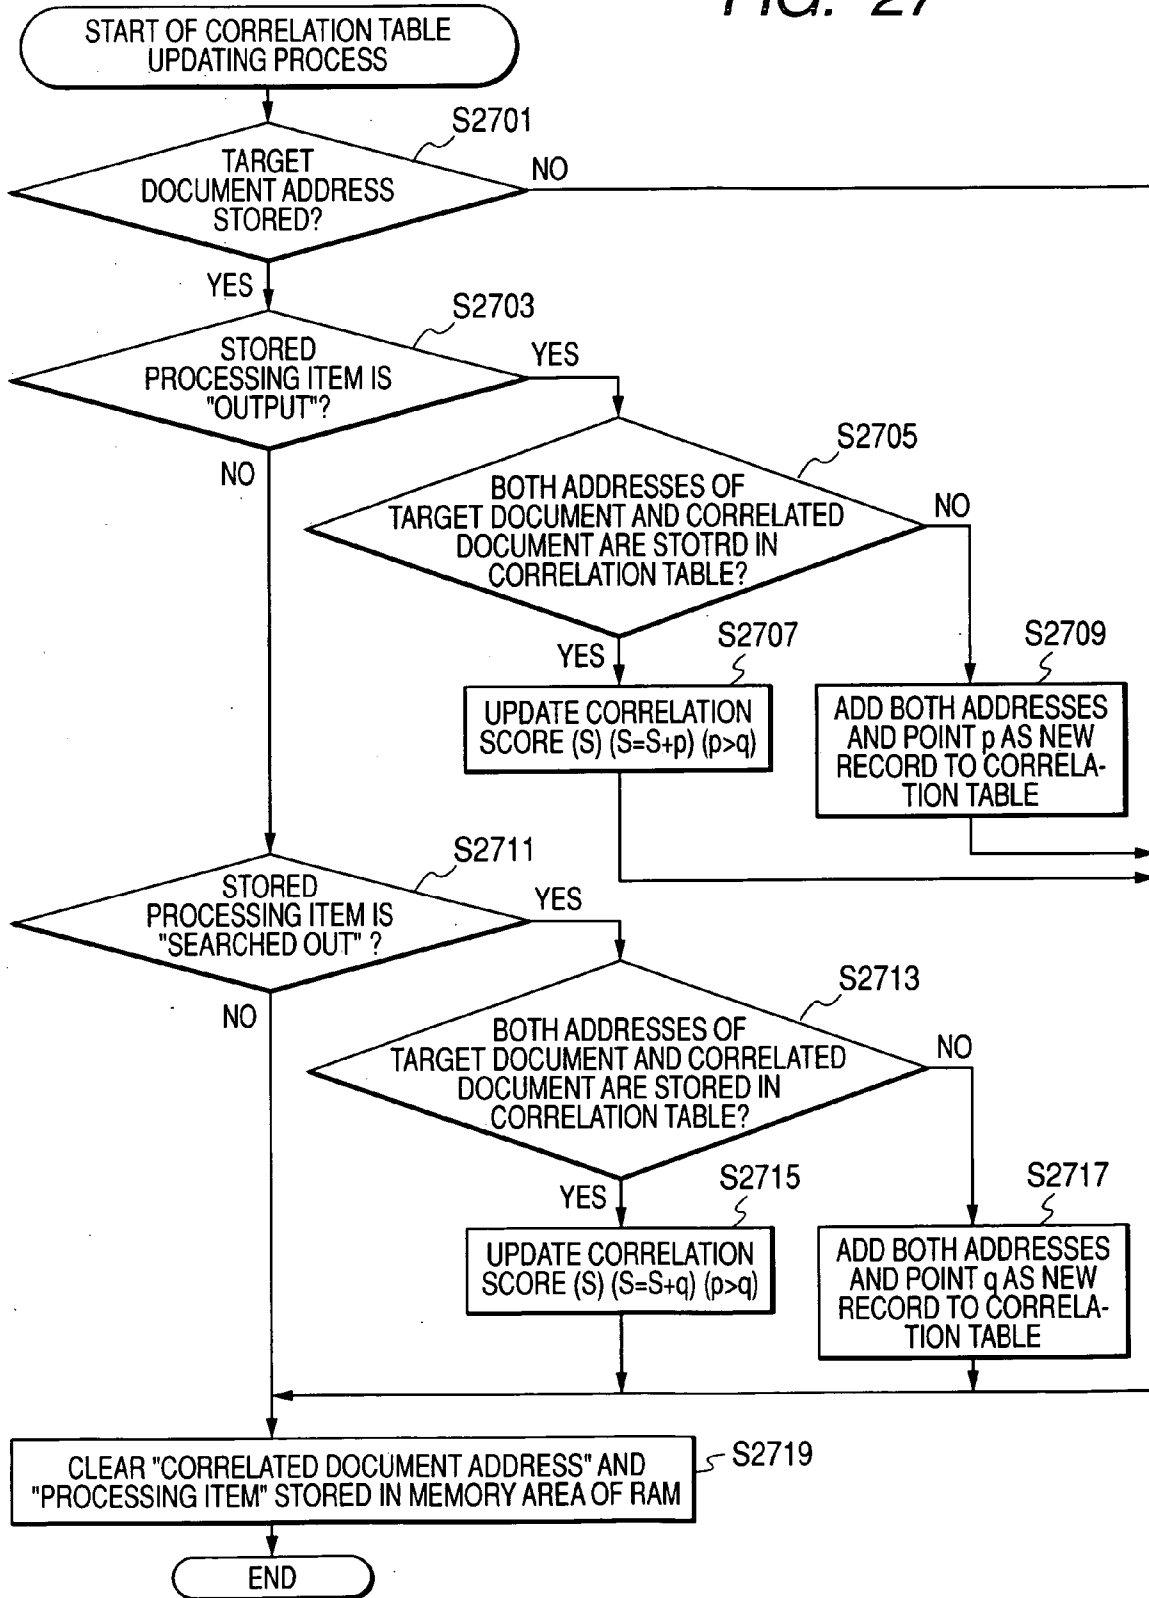 FIG. 27
START OF CORRELATION TABLE
UPDATING PROCESS
S2701
TARGET
DOCUMENT ADDRESS
STORED?
NO
YES
S2703
STORED
PROCESSING ITEM IS
"OUTPUT"?
YES
NO
S2705
BOTH ADDRESSES OF
TARGET DOCUMENT AND CORRELATED
DOCUMENT ARE STOTRD IN
CORRELATION TABLE?
NO
YES
S2707
UPDATE CORRELATION
SCORE (S) (S=S+p) (p>q)
S2709
ADD BOTH ADDRESSES
AND POINT p AS NEW
RECORD TO CORRELA-
TION TABLE
S2711
STORED
PROCESSING ITEM IS
"SEARCHED OUT" ?
YES
NO
S2713
BOTH ADDRESSES OF
TARGET DOCUMENT AND CORRELATED
DOCUMENT ARE STORED IN
CORRELATION TABLE?
NO
YES
S2715
UPDATE CORRELATION
SCORE (S) (S=S+q) (p>q)
S2717
ADD BOTH ADDRESSES
AND POINT q AS NEW
RECORD TO CORRELA-
TION TABLE
S2719
CLEAR "CORRELATED DOCUMENT ADDRESS" AND
"PROCESSING ITEM" STORED IN MEMORY AREA OF RAM
END